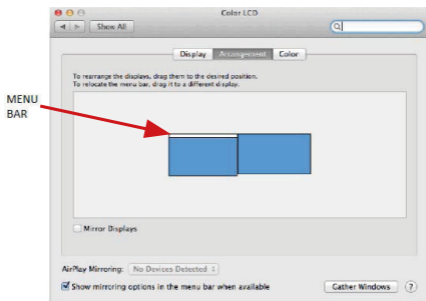 Color LCD
Show All
Display Arrangement Color
To rearrange the displays, drag them to the desired position.
To relocate the menu bar, drag it to a different display.
MENU
BAR
Mirror Displays
AirPlay Mirroring: No Devices Detected
Show mirroring options in the menu bar when available
Gather Windows ?